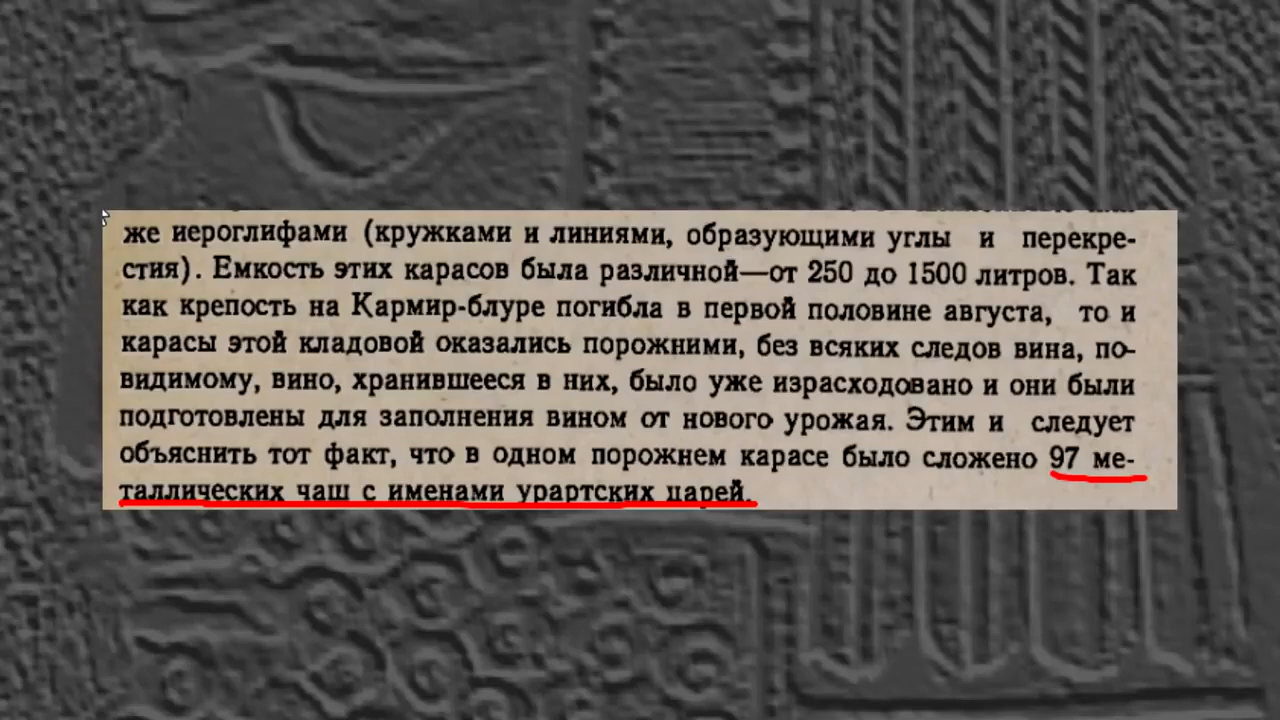 же иероглифами (кружками и линиями, образующими углы и перекре-
стия). Емкость этих карасов была различной—от 250 до 1500 литров. Так
как крепость на Кармир-блуре погибла в первой половине августа, то и
карасы этой кладовой оказались порожними, без всяких следов вина, по-
видимому, вино, хранившееся в них, было уже израсходовано и они были
подготовлены для заполнения вином от нового урожая. Этим и следует
объяснить тот факт, что в одном порожнем карасе было сложено 97 ме-
таллических чаш с именами урартских царей.